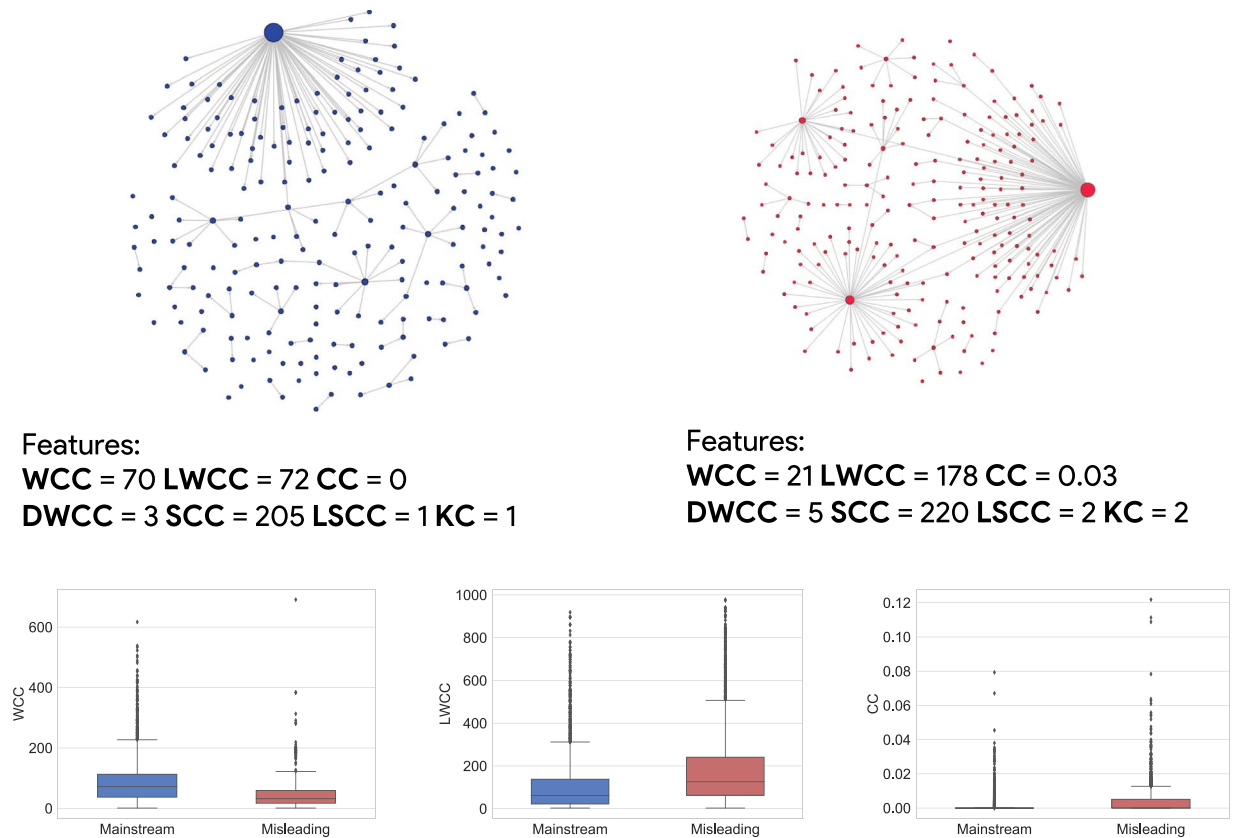 Features:
WCC = 70 LWCC = 72 CC = 0
DWCC = 3 SCC = 205 LSCC = 1 KC = 1
Features:
WCC = 21 LWCC = 178 CC = 0.03
DWCC = 5 SCC = 220 LSCC = 2 KC = 2
WCC
600
400
200
0
Mainstream Misleading
LWCC
1000
800
600
400
200
0
Mainstream Misleading
CC
0.12
0.10
0.08
0.06
0.04
0.02
0.00
Mainstream Misleading